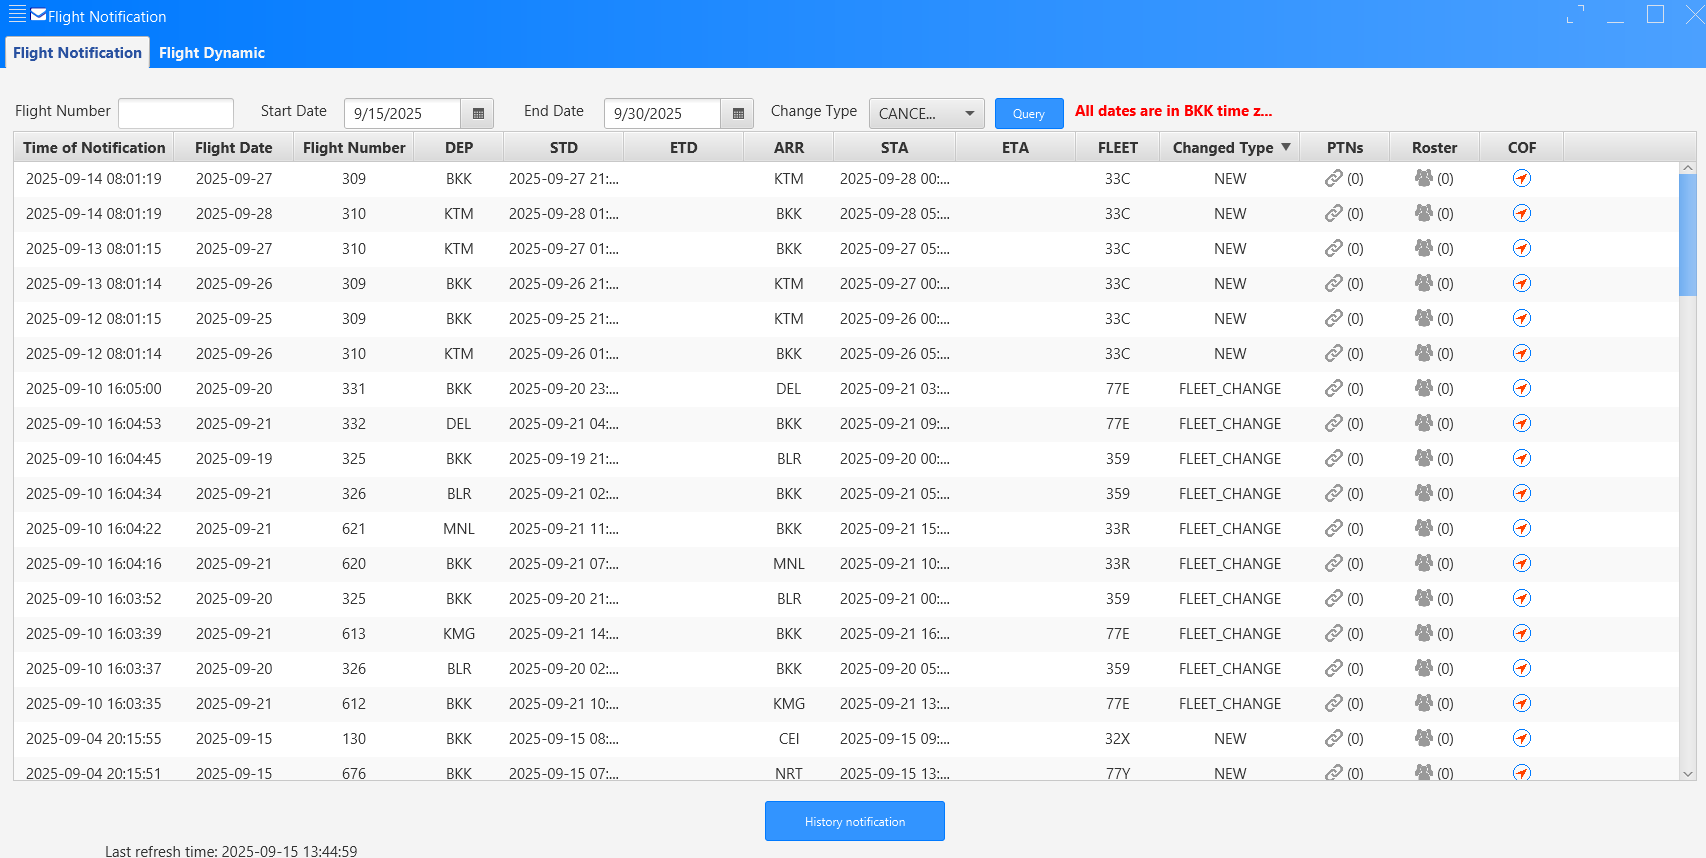 Flight Notification
Flight Notification Flight Dynamic
Flight Number Start Date 9/15/2025 End Date 9/30/2025 Change Type CANCE... Query All dates are in BKK time z...
Time of Notification Flight Date Flight Number DEP STD ETD ARR STA ETA FLEET Changed Type PTNs Roster COF
2025-09-14 08:01:19 2025-09-27 309 BKK 2025-09-27 21:... KTM 2025-09-28 00:... 33C NEW (0) (0)
2025-09-14 08:01:19 2025-09-28 310 KTM 2025-09-28 01:... BKK 2025-09-28 05:... 33C NEW (0) (0)
2025-09-13 08:01:15 2025-09-27 310 KTM 2025-09-27 01:... BKK 2025-09-27 05:... 33C NEW (0) (0)
2025-09-13 08:01:14 2025-09-26 309 BKK 2025-09-26 21:... KTM 2025-09-27 00:... 33C NEW (0) (0)
2025-09-12 08:01:15 2025-09-25 309 BKK 2025-09-25 21:... KTM 2025-09-26 00:... 33C NEW (0) (0)
2025-09-12 08:01:14 2025-09-26 310 KTM 2025-09-26 01:... BKK 2025-09-26 05:... 33C NEW (0) (0)
2025-09-10 16:05:00 2025-09-20 331 BKK 2025-09-20 23:... DEL 2025-09-21 03:... 77E FLEET_CHANGE (0) (0)
2025-09-10 16:04:53 2025-09-21 332 DEL 2025-09-21 04:... BKK 2025-09-21 09:... 77E FLEET_CHANGE (0) (0)
2025-09-10 16:04:45 2025-09-19 325 BKK 2025-09-19 21:... BLR 2025-09-20 00:... 359 FLEET_CHANGE (0) (0)
2025-09-10 16:04:34 2025-09-21 326 BLR 2025-09-21 02:... BKK 2025-09-21 05:... 359 FLEET_CHANGE (0) (0)
2025-09-10 16:04:22 2025-09-21 621 MNL 2025-09-21 11:... BKK 2025-09-21 15:... 33R FLEET_CHANGE (0) (0)
2025-09-10 16:04:16 2025-09-21 620 BKK 2025-09-21 07:... MNL 2025-09-21 10:... 33R FLEET_CHANGE (0) (0)
2025-09-10 16:03:52 2025-09-20 325 BKK 2025-09-20 21:... BLR 2025-09-21 00:... 359 FLEET_CHANGE (0) (0)
2025-09-10 16:03:39 2025-09-21 613 KMG 2025-09-21 14:... BKK 2025-09-21 16:... 77E FLEET_CHANGE (0) (0)
2025-09-10 16:03:37 2025-09-20 326 BLR 2025-09-20 02:... BKK 2025-09-20 05:... 359 FLEET_CHANGE (0) (0)
2025-09-10 16:03:35 2025-09-21 612 BKK 2025-09-21 10:... KMG 2025-09-21 13:... 77E FLEET_CHANGE (0) (0)
2025-09-04 20:15:55 2025-09-15 130 BKK 2025-09-15 08:... CEI 2025-09-15 09:... 32X NEW (0) (0)
2025-09-04 20:15:51 2025-09-15 676 BKK 2025-09-15 07:... NRT 2025-09-15 13:... 77Y NEW (0) (0)
History notification
Last refresh time: 2025-09-15 13:44:59